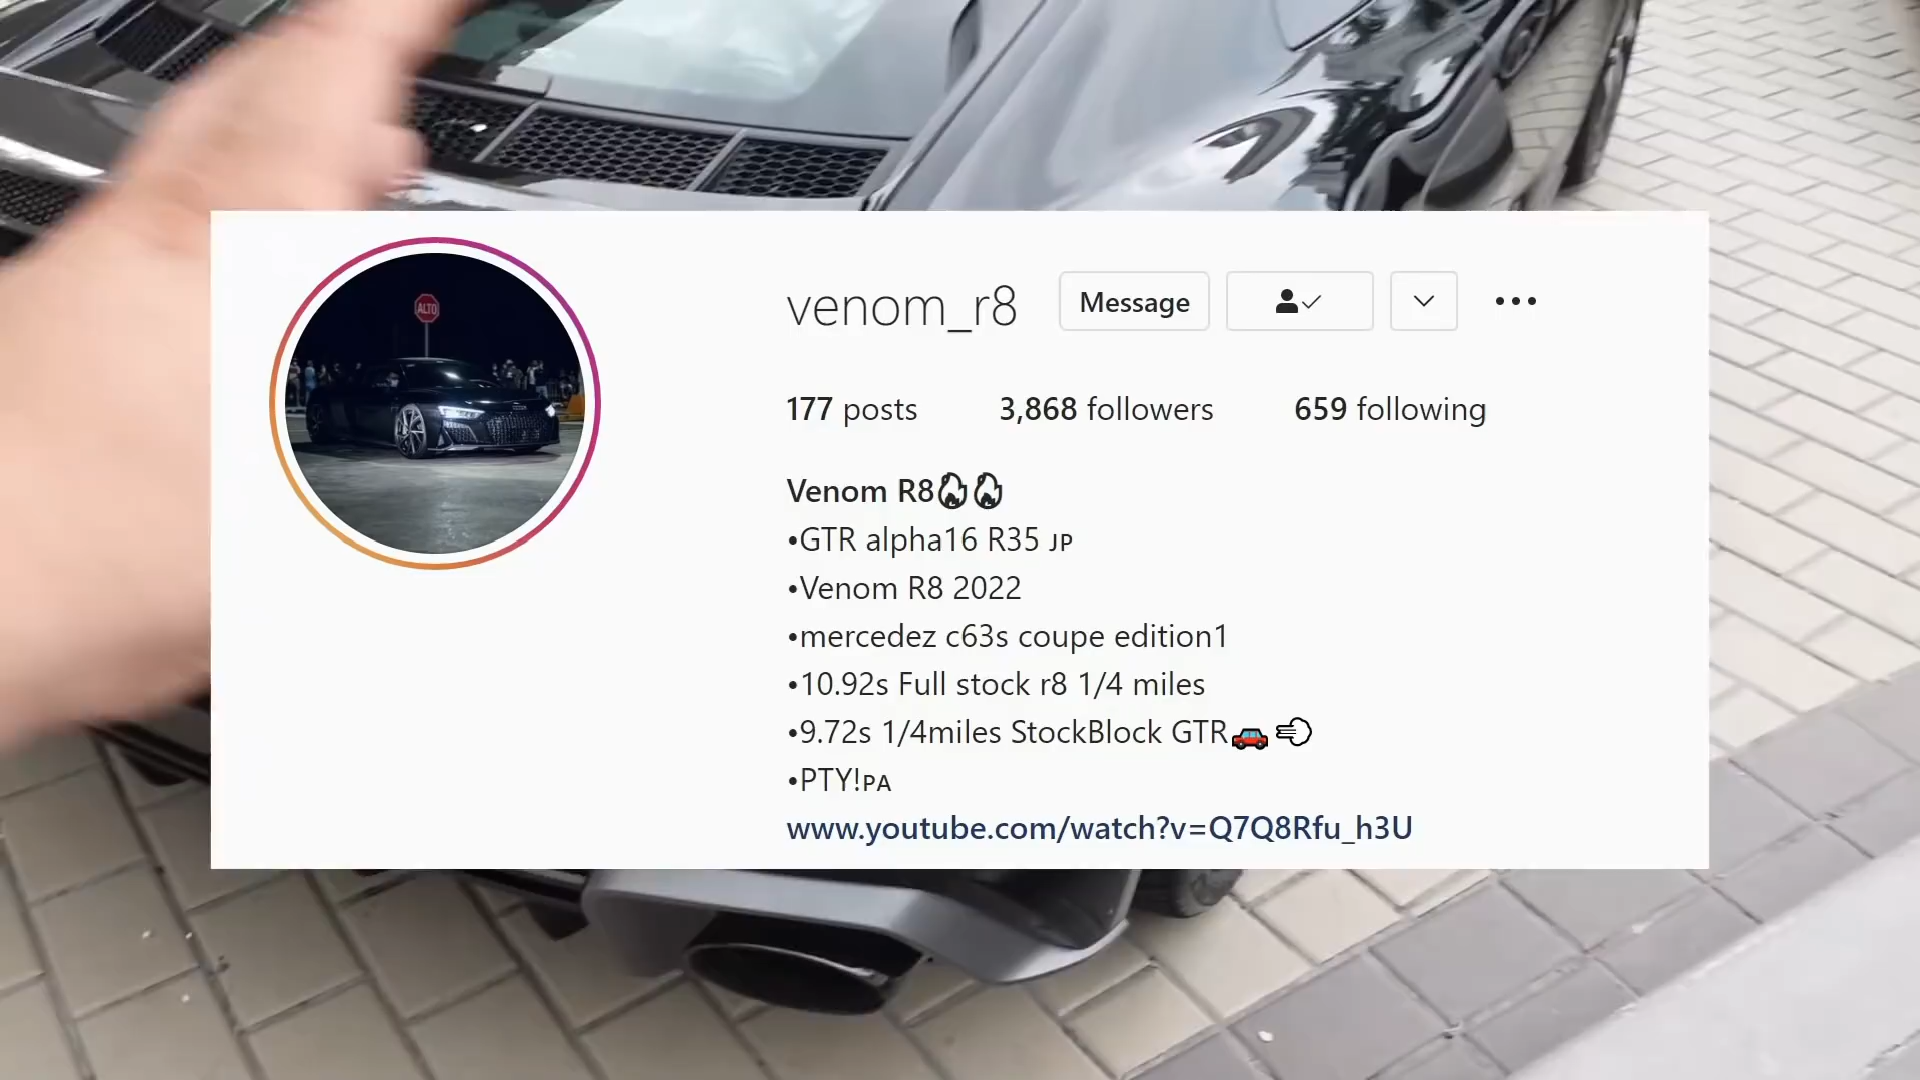 ALTO
venom_r8 Message
177 posts 3,868 followers 659 following
Venom R8🔥🔥
•GTR alpha16 R35 JP
•Venom R8 2022
•mercedez c63s coupe edition1
•10.92s Full stock r8 1/4 miles
•9.72s 1/4miles StockBlock GTR🚗💨
•PTY!PA
www.youtube.com/watch?v=Q7Q8Rfu_h3U